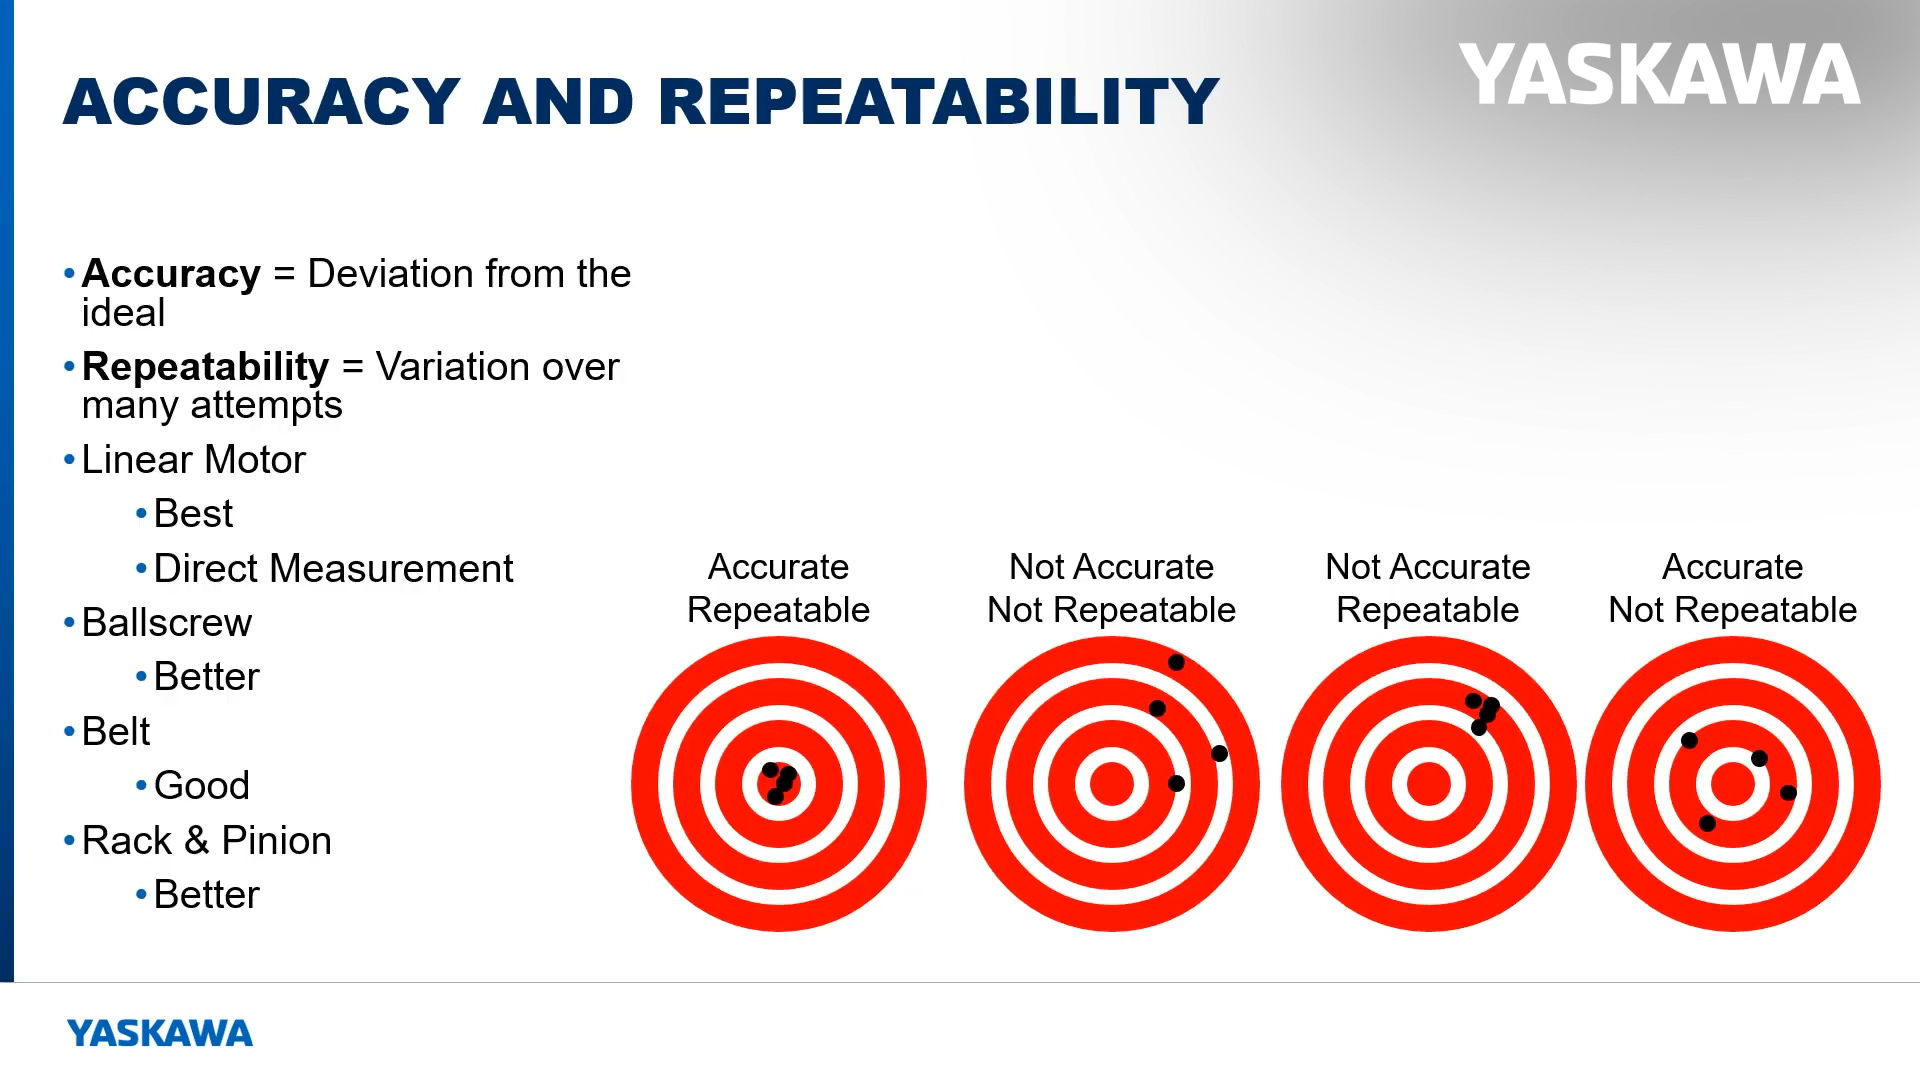 YASKAWA
ACCURACY AND REPEATABILITY
•Accuracy = Deviation from the
ideal
•Repeatability = Variation over
many attempts
•Linear Motor
•Best
•Direct Measurement
•Ballscrew
•Better
•Belt
•Good
•Rack & Pinion
•Better
Accurate
Repeatable
Not Accurate
Not Repeatable
Not Accurate
Repeatable
Accurate
Not Repeatable
YASKAWA